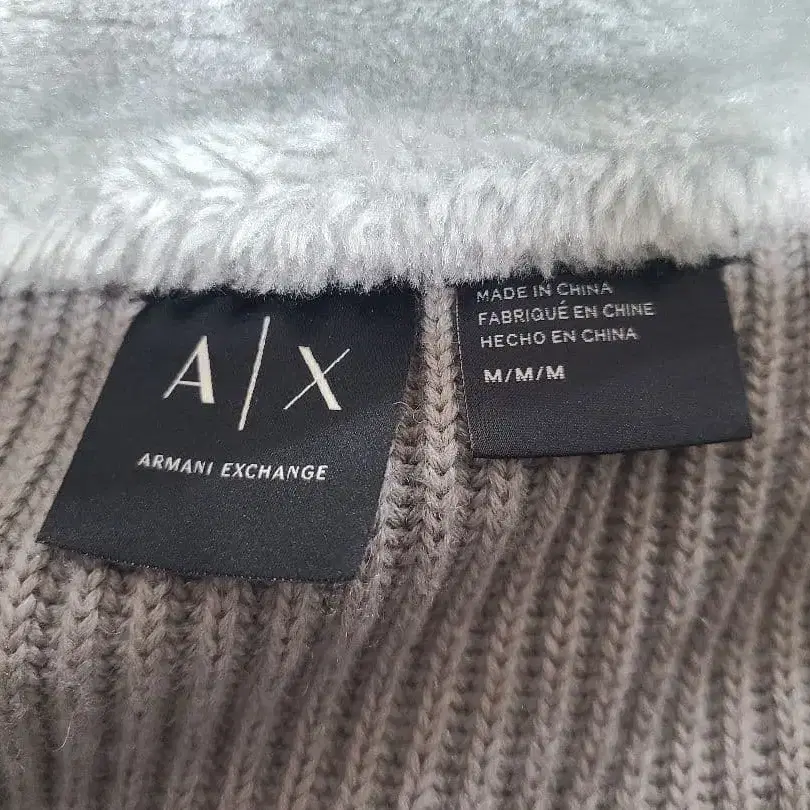 A|X
ARMANI EXCHANGE
MADE IN CHINA
FABRIQUÉ EN CHINE
HECHO EN CHINA
M/M/M